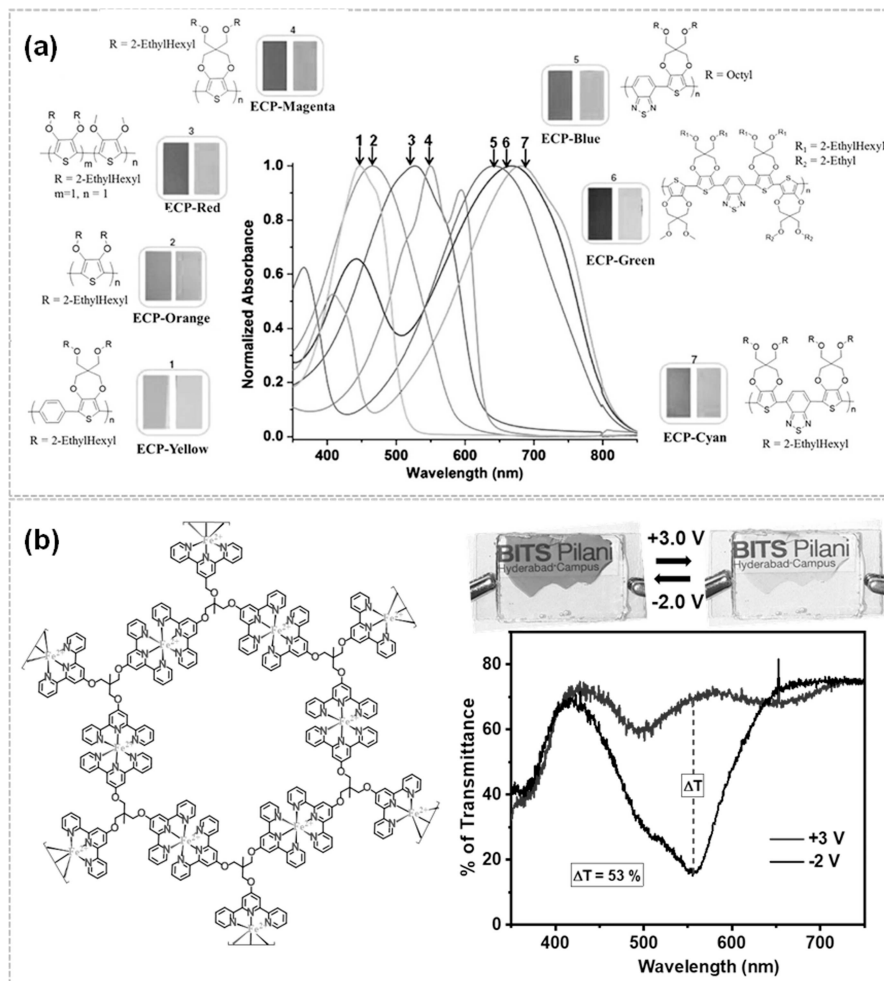 (a)
R = 2-EthylHexyl
4
ECP-Magenta
R = 2-EthylHexyl
m=1, n = 1
3
ECP-Red
R = 2-EthylHexyl
2
ECP-Orange
R = 2-EthylHexyl
1
ECP-Yellow
5
ECP-Blue
R = Octyl
6
ECP-Green
R₁ = 2-EthylHexyl
R₂ = 2-Ethyl
7
ECP-Cyan
R = 2-EthylHexyl
1 2 3 4 5 6 7
Normalized Absorbance
1.0
0.8
0.6
0.4
0.2
0.0
400 500 600 700 800
Wavelength (nm)
(b)
BITS Pilani
Hyderabad Campus
+3.0 V
-2.0 V
BITS Pilani
Hyderabad Campus
% of Transmittance
80
60
40
20
0
ΔT
ΔT = 53 %
+3 V
-2 V
400 500 600 700
Wavelength (nm)